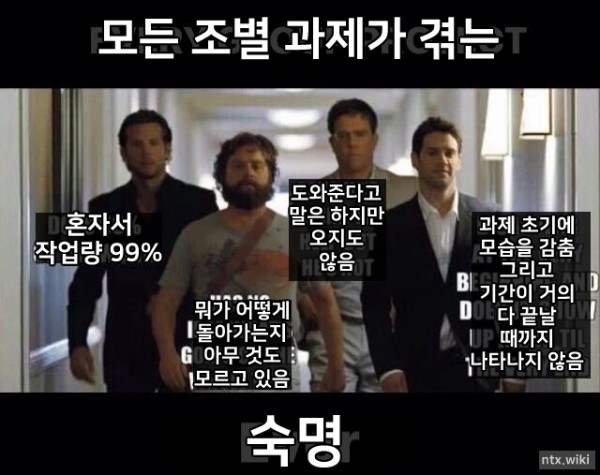 모든 조별 과제가 겪는
혼자서
작업량 99%
뭐가 어떻게
돌아가는지
아무 것도
모르고 있음
도와준다고
말은 하지만
오지도
않음
과제 초기에
모습을 감춤
그리고
기간이 거의
다 끝날
때까지
나타나지 않음
숙명
ntx.wiki